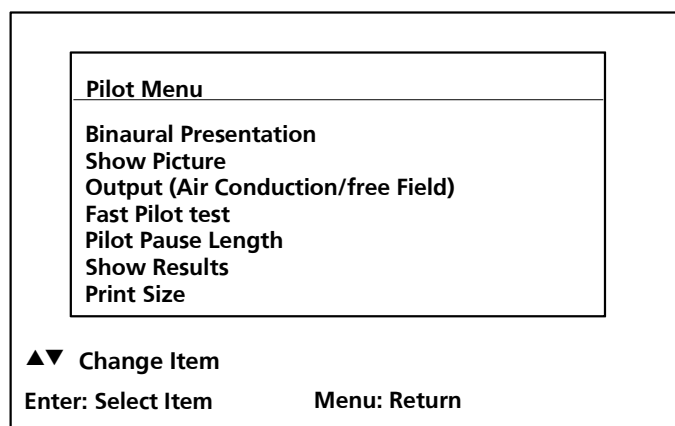 Pilot Menu
Binaural Presentation
Show Picture
Output (Air Conduction/free Field)
Fast Pilot test
Pilot Pause Length
Show Results
Print Size
▲▼ Change Item
Enter: Select Item Menu: Return